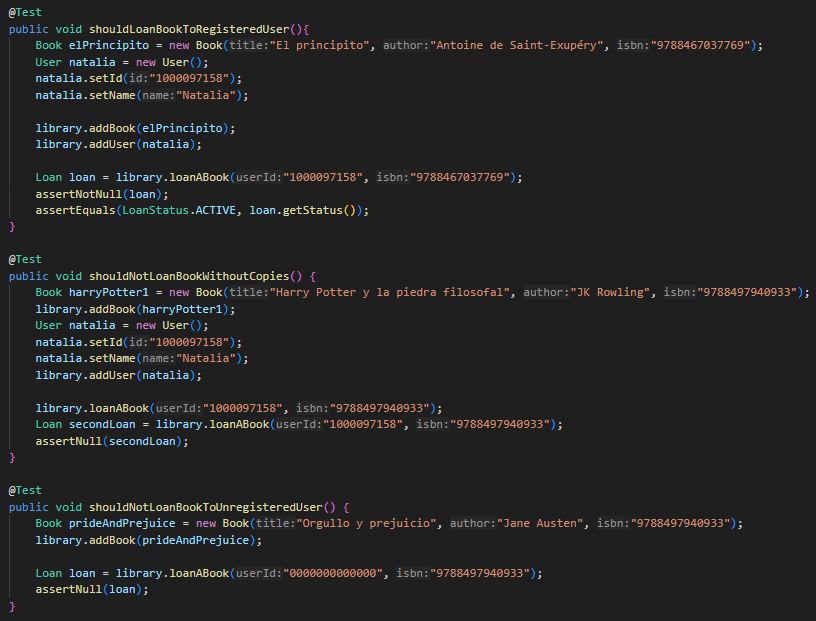 @Test
public void shouldLoanBookToRegisteredUser(){
    Book elPrincipito = new Book(title:"El principito", author:"Antoine de Saint-Exupéry", isbn:"9788467037769");
    User natalia = new User();
    natalia.setId(id:"1000097158");
    natalia.setName(name:"Natalia");

    library.addBook(elPrincipito);
    library.addUser(natalia);

    Loan loan = library.loanABook(userId:"1000097158", isbn:"9788467037769");
    assertNotNull(loan);
    assertEquals(LoanStatus.ACTIVE, loan.getStatus());
}

@Test
public void shouldNotLoanBookWithoutCopies() {
    Book harryPotter1 = new Book(title:"Harry Potter y la piedra filosofal", author:"JK Rowling", isbn:"9788497940933");
    library.addBook(harryPotter1);
    User natalia = new User();
    natalia.setId(id:"1000097158");
    natalia.setName(name:"Natalia");
    library.addUser(natalia);

    library.loanABook(userId:"1000097158", isbn:"9788497940933");
    Loan secondLoan = library.loanABook(userId:"1000097158", isbn:"9788497940933");
    assertNull(secondLoan);
}

@Test
public void shouldNotLoanBookToUnregisteredUser() {
    Book prideAndPrejuice = new Book(title:"Orgullo y prejuicio", author:"Jane Austen", isbn:"9788497940933");
    library.addBook(prideAndPrejuice);

    Loan loan = library.loanABook(userId:"0000000000000", isbn:"9788497940933");
    assertNull(loan);
}